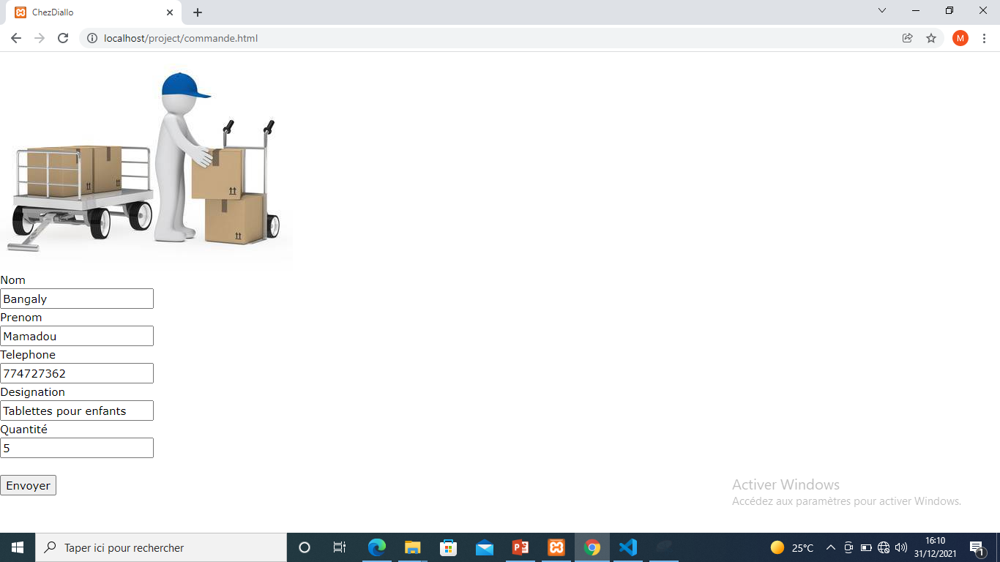 ChezDiallo
localhost/project/commande.html
M
Nom
Bangaly
Prenom
Mamadou
Telephone
774727362
Designation
Tablettes pour enfants
Quantité
5
Envoyer
Activer Windows
Accédez aux paramètres pour activer Windows.
Taper ici pour rechercher
25°C
16:10
31/12/2021
1